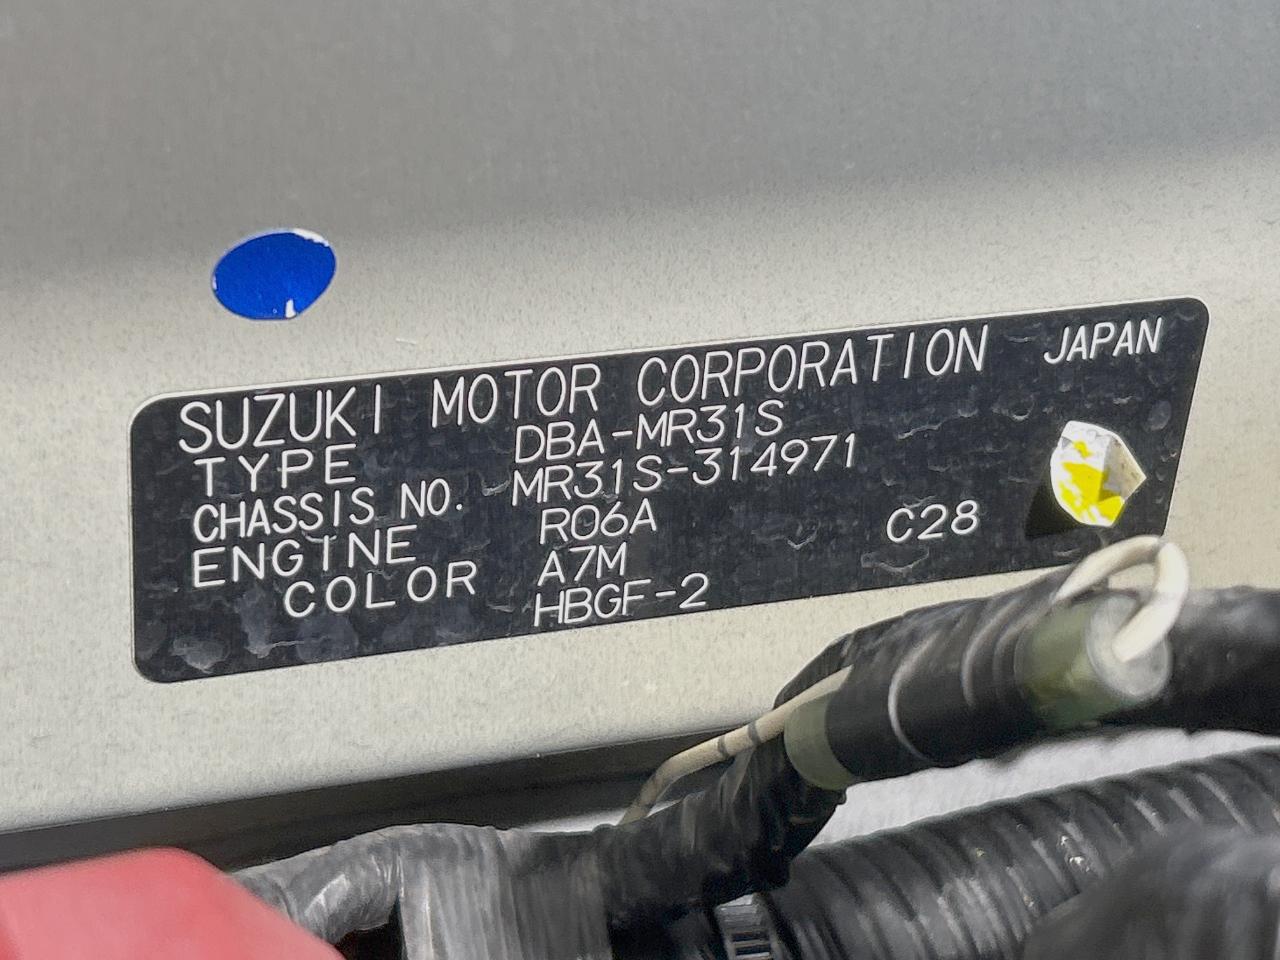 SUZUKI MOTOR CORPORATION JAPAN
TYPE DBA-MR31S
CHASSIS NO. MR31S-314971
ENGINE R06A
COLOR A7M C28
HBGF-2